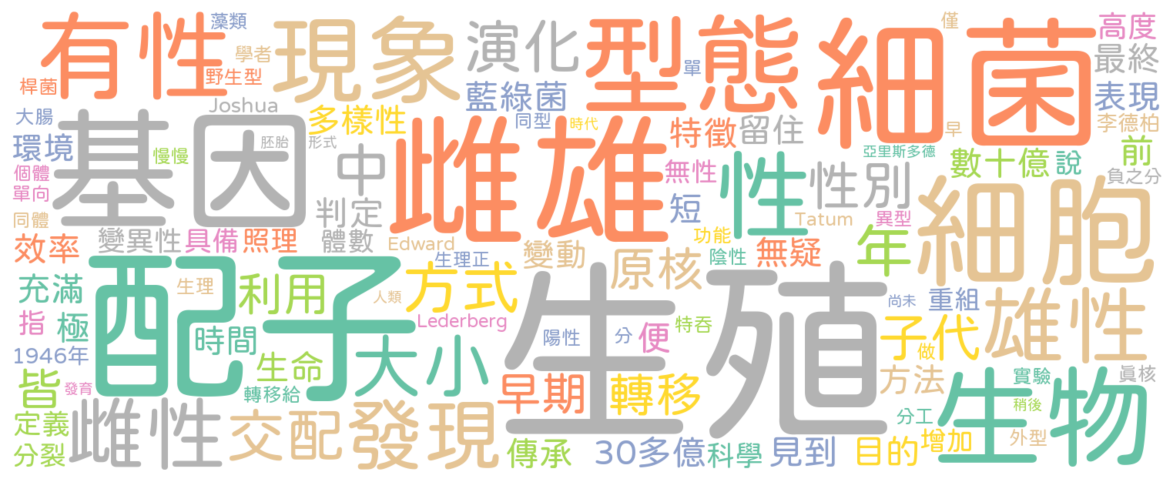 有性
藻類
現象
演化
型態
細菌
僅
高度
學者
單
最終
桿菌
野生型
藍綠菌
表現
Joshua
大腸
基因
多樣性
同型
時代
特徵
留住
早
李德柏
環境
慢慢
胚胎
形式
雌雄
亞里斯多德
前
個體
中
無性
性
性別
數十億
說
負之分
單向
細胞
同體
判定
短
Tatum
異型
效率
變異性
具備
照理
體數
Edward
變動
功能
年
原核
陰性
無疑
配子
生理正
生殖
充滿
生理
利用
人類
方式
尚未
重組
雄性
指
極
時間
Lederberg
陽性
分
便
特吞
子代
做
1946年
生命
大小
皆
發育
轉移給
早期
轉移
方法
生物
實驗
真核
稍後
定義
雌性
交配
發現
分工
分裂
傳承
30多億
科學
見到
目的
增加
外型